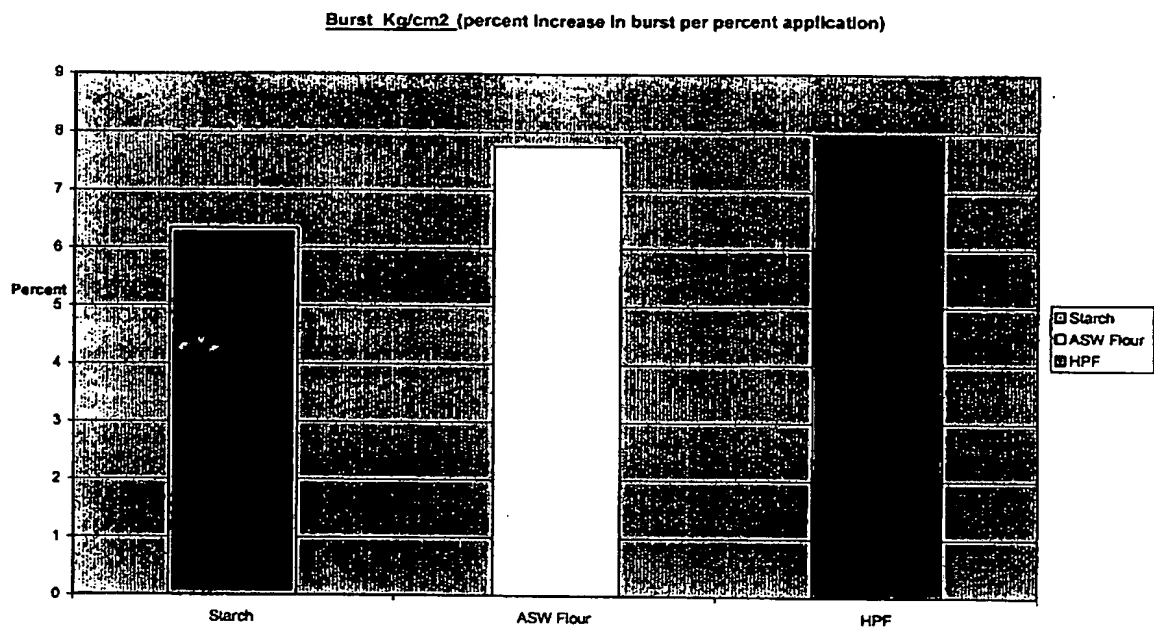 Burst Kg/cm2 (percent increase in burst per percent application)
9
8
7
6
Percent
5
4
3
2
1
0
Starch
ASW Flour
HPF
Starch
ASW Flour
HPF